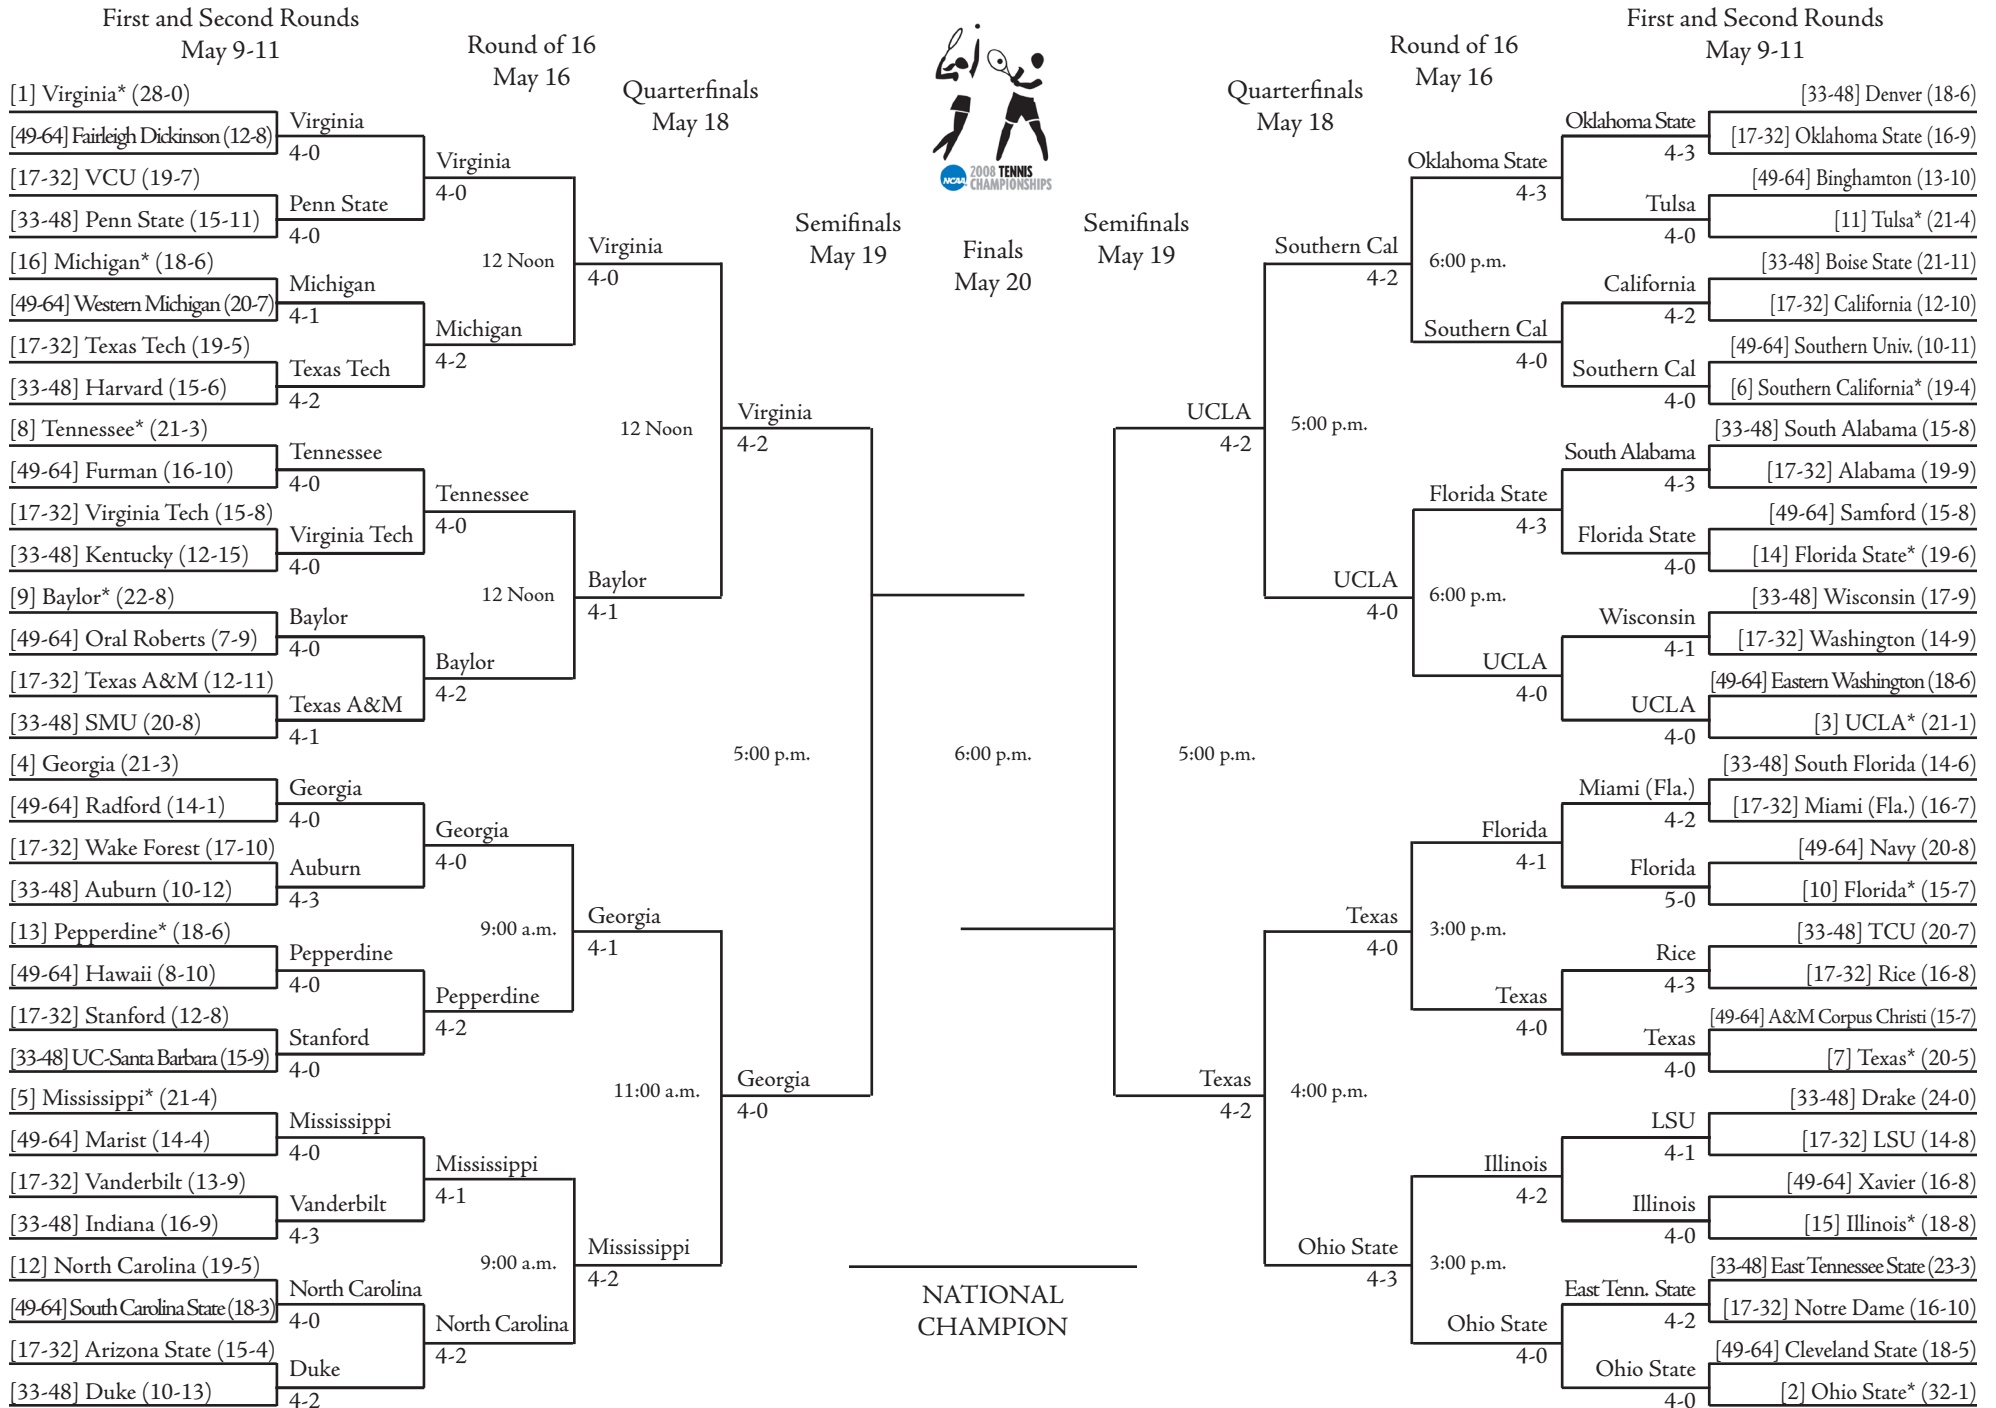 First and Second Rounds
May 9-11
Round of 16
May 16
Quarterfinals
May 18
Semifinals
May 19
Finals
May 20
Semifinals
May 19
Quarterfinals
May 18
Round of 16
May 16
First and Second Rounds
May 9-11
NCAA
2008 TENNIS
CHAMPIONSHIPS
[1] Virginia* (28-0)
[49-64] Fairleigh Dickinson (12-8)
[17-32] VCU (19-7)
[33-48] Penn State (15-11)
[16] Michigan* (18-6)
[49-64] Western Michigan (20-7)
[17-32] Texas Tech (19-5)
[33-48] Harvard (15-6)
[8] Tennessee* (21-3)
[49-64] Furman (16-10)
[17-32] Virginia Tech (15-8)
[33-48] Kentucky (12-15)
[9] Baylor* (22-8)
[49-64] Oral Roberts (7-9)
[17-32] Texas A&M (12-11)
[33-48] SMU (20-8)
[4] Georgia (21-3)
[49-64] Radford (14-1)
[17-32] Wake Forest (17-10)
[33-48] Auburn (10-12)
[13] Pepperdine* (18-6)
[49-64] Hawaii (8-10)
[17-32] Stanford (12-8)
[33-48] UC-Santa Barbara (15-9)
[5] Mississippi* (21-4)
[49-64] Marist (14-4)
[17-32] Vanderbilt (13-9)
[33-48] Indiana (16-9)
[12] North Carolina (19-5)
[49-64] South Carolina State (18-3)
[17-32] Arizona State (15-4)
[33-48] Duke (10-13)
Virginia
4-0
Penn State
4-0
Michigan
4-1
Texas Tech
4-2
Tennessee
4-0
Virginia Tech
4-0
Baylor
4-0
Texas A&M
4-1
Georgia
4-0
Auburn
4-3
Pepperdine
4-0
Stanford
4-0
Mississippi
4-0
Vanderbilt
4-3
North Carolina
4-0
Duke
4-2
Virginia
4-0
12 Noon
Michigan
4-2
Tennessee
4-0
12 Noon
Baylor
4-2
Georgia
4-0
9:00 a.m.
Pepperdine
4-2
Mississippi
4-1
9:00 a.m.
North Carolina
4-2
Virginia
4-0
12 Noon
Baylor
4-1
Georgia
4-1
11:00 a.m.
Mississippi
4-2
Virginia
4-2
5:00 p.m.
Georgia
4-0
6:00 p.m.
NATIONAL
CHAMPION
UCLA
4-2
5:00 p.m.
Texas
4-2
Southern Cal
4-2
5:00 p.m.
UCLA
4-0
Texas
4-0
4:00 p.m.
Ohio State
4-3
Oklahoma State
4-3
6:00 p.m.
Southern Cal
4-0
Florida State
4-3
6:00 p.m.
UCLA
4-0
Florida
4-1
3:00 p.m.
Texas
4-0
Illinois
4-2
3:00 p.m.
Ohio State
4-0
Oklahoma State
4-3
Tulsa
4-0
California
4-2
Southern Cal
4-0
South Alabama
4-3
Florida State
4-0
Wisconsin
4-1
UCLA
4-0
Miami (Fla.)
4-2
Florida
5-0
Rice
4-3
Texas
4-0
LSU
4-1
Illinois
4-0
East Tenn. State
4-2
Ohio State
4-0
[33-48] Denver (18-6)
[17-32] Oklahoma State (16-9)
[49-64] Binghamton (13-10)
[11] Tulsa* (21-4)
[33-48] Boise State (21-11)
[17-32] California (12-10)
[49-64] Southern Univ. (10-11)
[6] Southern California* (19-4)
[33-48] South Alabama (15-8)
[17-32] Alabama (19-9)
[49-64] Samford (15-8)
[14] Florida State* (19-6)
[33-48] Wisconsin (17-9)
[17-32] Washington (14-9)
[49-64] Eastern Washington (18-6)
[3] UCLA* (21-1)
[33-48] South Florida (14-6)
[17-32] Miami (Fla.) (16-7)
[49-64] Navy (20-8)
[10] Florida* (15-7)
[33-48] TCU (20-7)
[17-32] Rice (16-8)
[49-64] A&M Corpus Christi (15-7)
[7] Texas* (20-5)
[33-48] Drake (24-0)
[17-32] LSU (14-8)
[49-64] Xavier (16-8)
[15] Illinois* (18-8)
[33-48] East Tennessee State (23-3)
[17-32] Notre Dame (16-10)
[49-64] Cleveland State (18-5)
[2] Ohio State* (32-1)